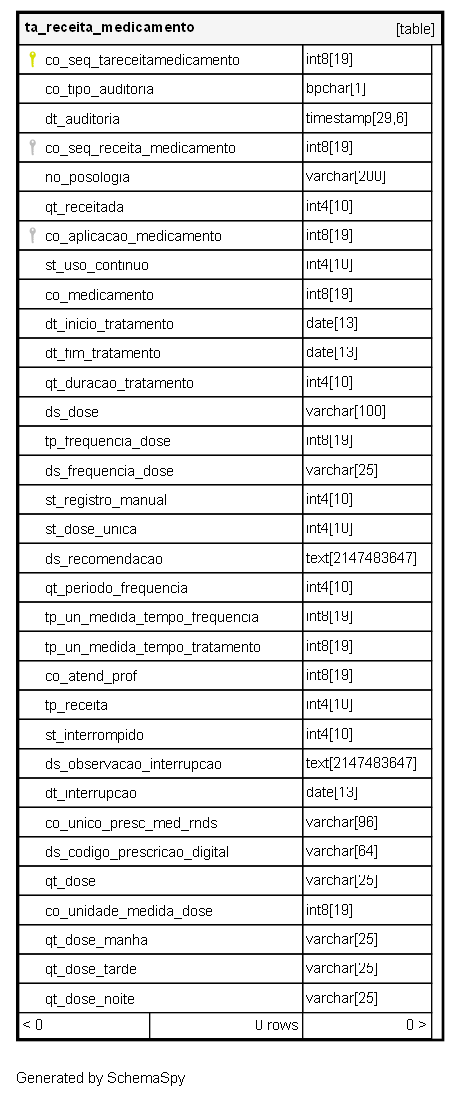 ta_receita_medicamento [table]
co_seq_tareceitamedicamento int8[19]
co_tipo_auditoria bpchar[1]
dt_auditoria timestamp[29,6]
co_seq_receita_medicamento int8[19]
no_posologia varchar[200]
qt_receitada int4[10]
co_aplicacao_medicamento int8[19]
st_uso_continuo int4[10]
co_medicamento int8[19]
dt_inicio_tratamento date[13]
dt_fim_tratamento date[13]
qt_duracao_tratamento int4[10]
ds_dose varchar[100]
tp_frequencia_dose int8[19]
ds_frequencia_dose varchar[25]
st_registro_manual int4[10]
st_dose_unica int4[10]
ds_recomendacao text[2147483647]
qt_periodo_frequencia int4[10]
tp_un_medida_tempo_frequencia int8[19]
tp_un_medida_tempo_tratamento int8[19]
co_atend_prof int8[19]
tp_receita int4[10]
st_interrompido int4[10]
ds_observacao_interrupcao text[2147483647]
dt_interrupcao date[13]
co_unico_presc_med_rnds varchar[96]
ds_codigo_prescricao_digital varchar[64]
qt_dose varchar[25]
co_unidade_medida_dose int8[19]
qt_dose_manha varchar[25]
qt_dose_tarde varchar[25]
qt_dose_noite varchar[25]
< 0 0 rows 0 >
Generated by SchemaSpy